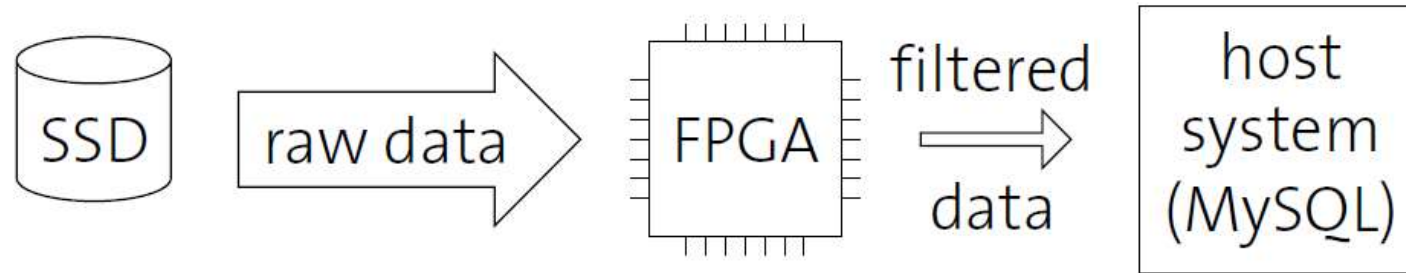 SSD
raw data
FPGA
filtered
data
host
system
(MySQL)